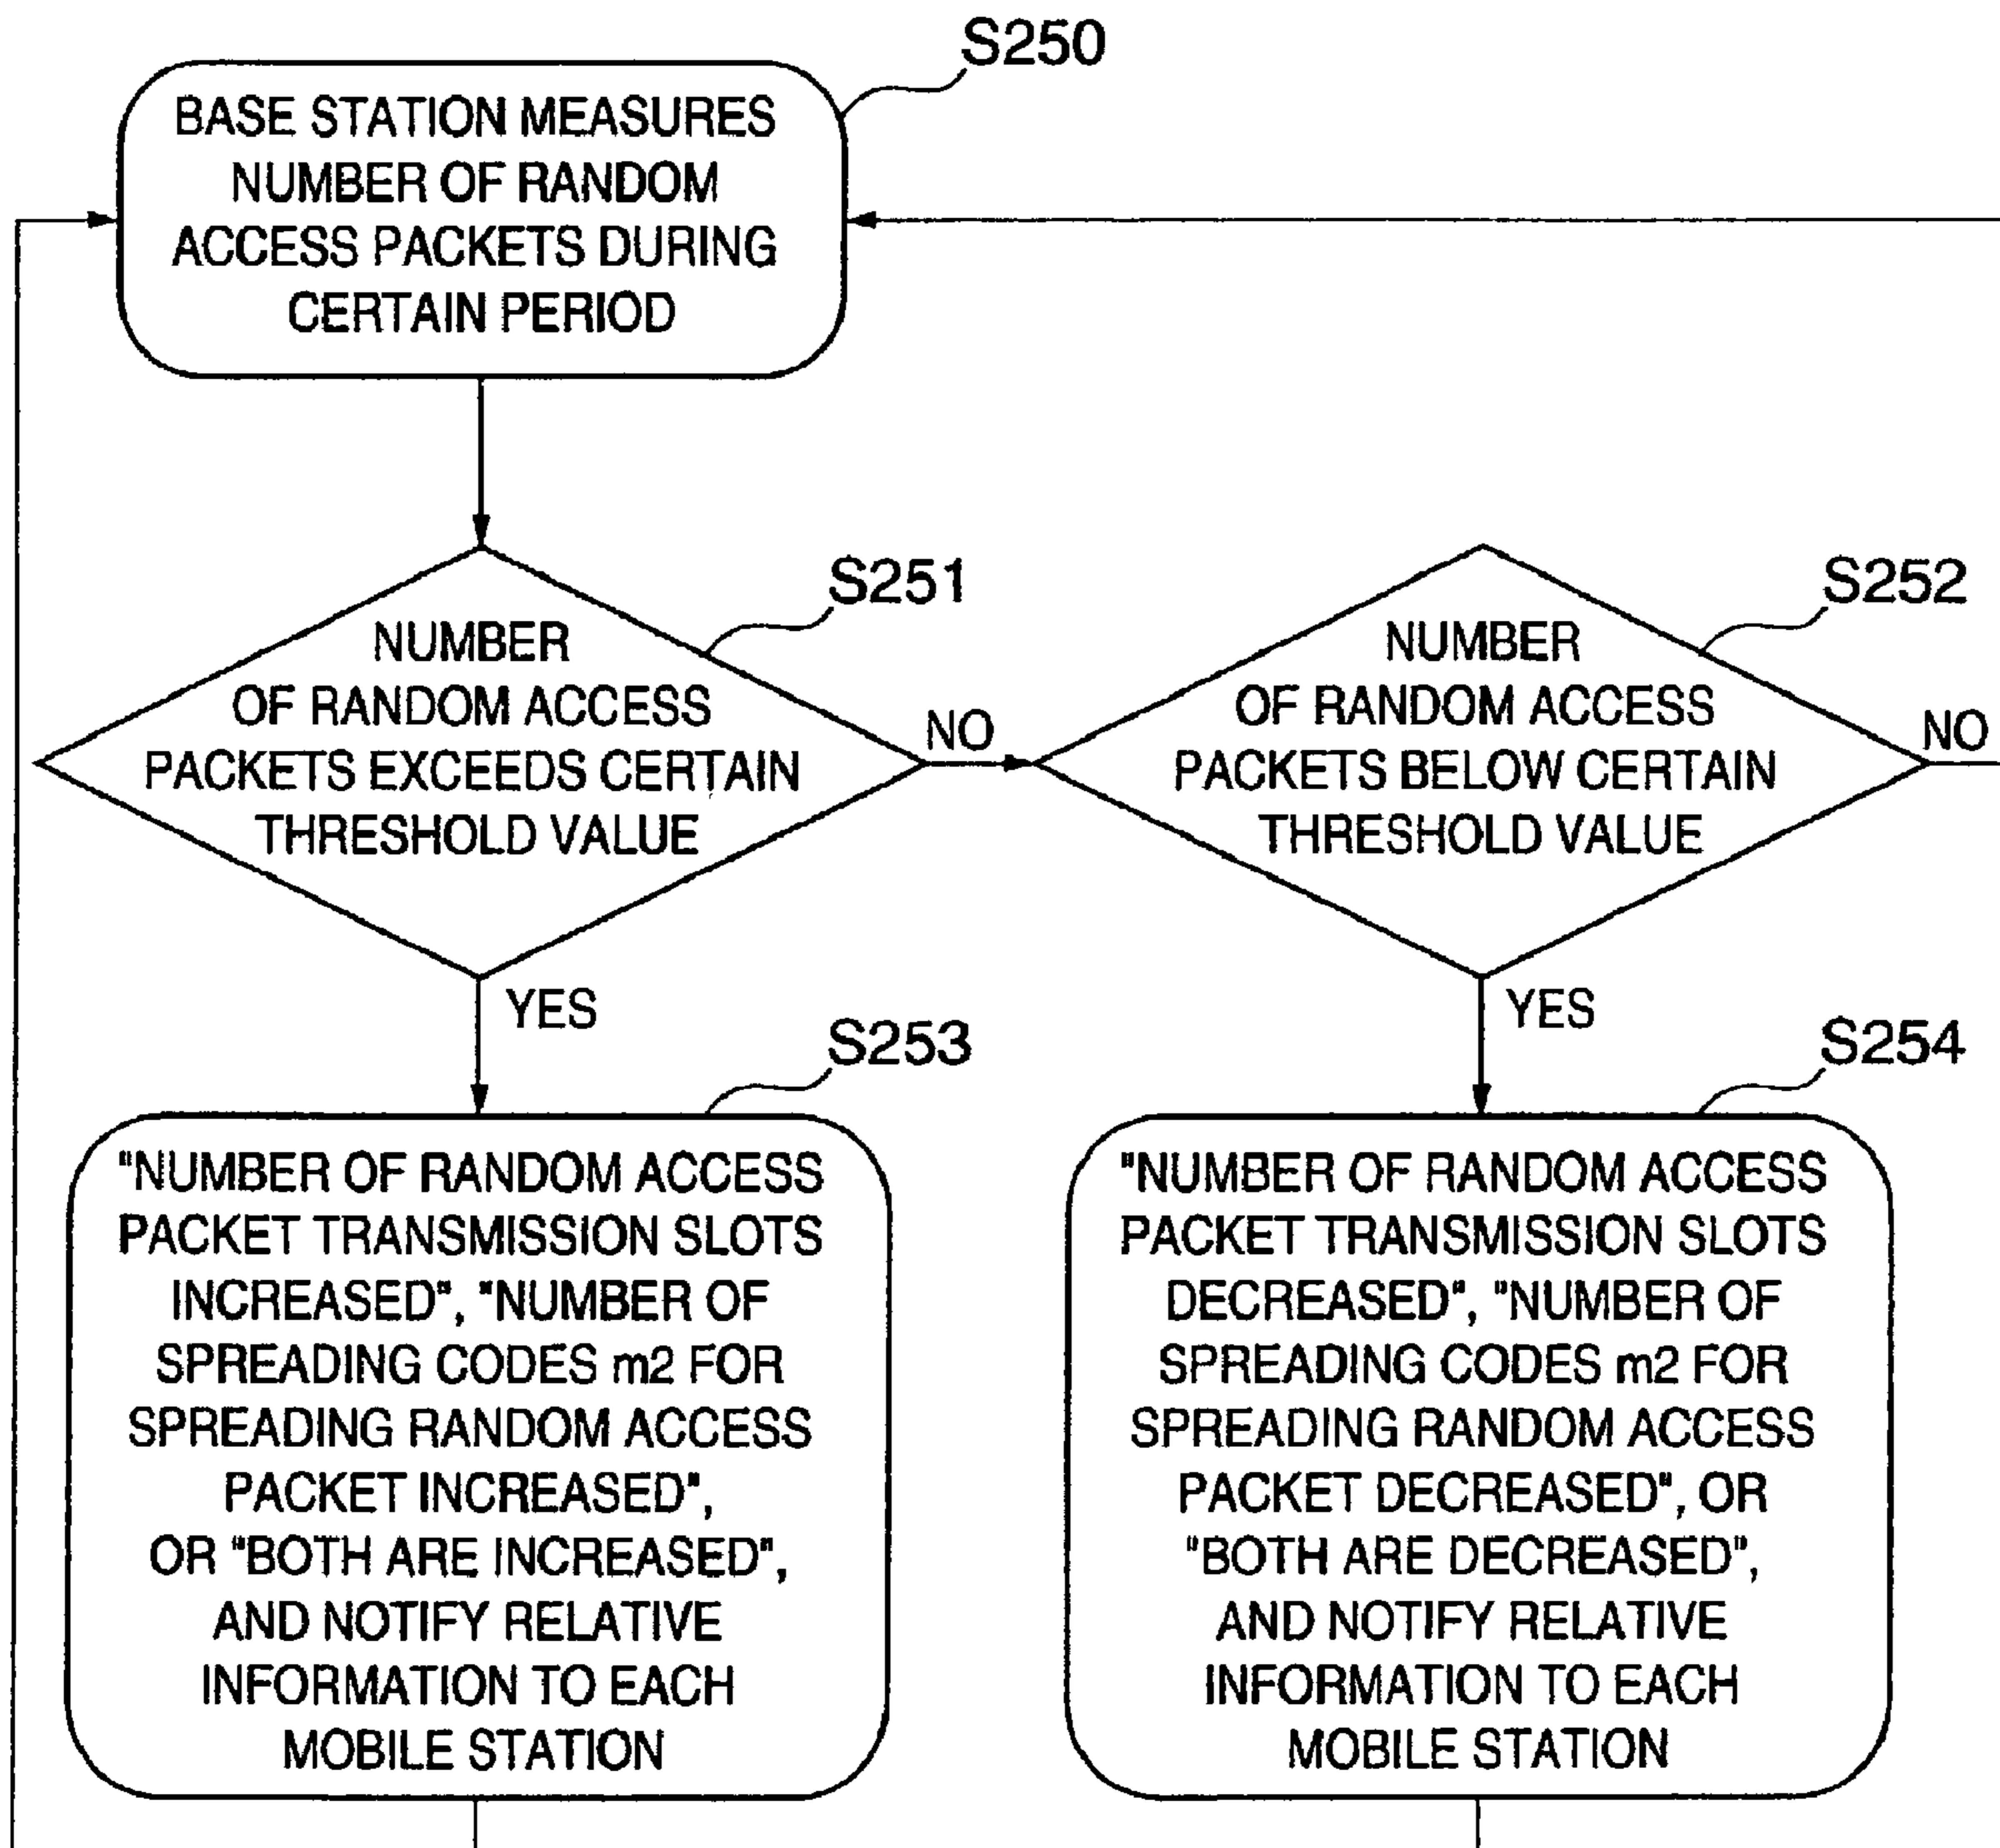 S250
BASE STATION MEASURES
NUMBER OF RANDOM
ACCESS PACKETS DURING
CERTAIN PERIOD
S251
NUMBER
OF RANDOM ACCESS
PACKETS EXCEEDS CERTAIN
THRESHOLD VALUE
NO
YES
S252
NUMBER
OF RANDOM ACCESS
PACKETS BELOW CERTAIN
THRESHOLD VALUE
NO
YES
S253
"NUMBER OF RANDOM ACCESS
PACKET TRANSMISSION SLOTS
INCREASED", "NUMBER OF
SPREADING CODES m2 FOR
SPREADING RANDOM ACCESS
PACKET INCREASED",
OR "BOTH ARE INCREASED",
AND NOTIFY RELATIVE
INFORMATION TO EACH
MOBILE STATION
S254
"NUMBER OF RANDOM ACCESS
PACKET TRANSMISSION SLOTS
DECREASED", "NUMBER OF
SPREADING CODES m2 FOR
SPREADING RANDOM ACCESS
PACKET DECREASED", OR
"BOTH ARE DECREASED",
AND NOTIFY RELATIVE
INFORMATION TO EACH
MOBILE STATION